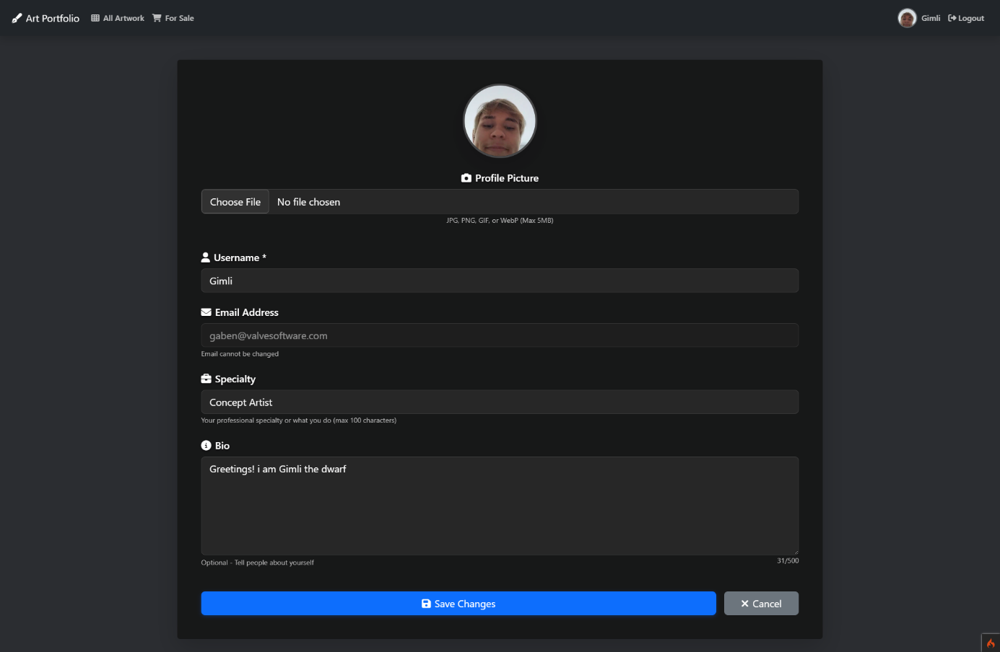 Art Portfolio All Artwork For Sale Gimli Logout
Profile Picture
Choose File No file chosen
JPG, PNG, GIF, or WebP (Max 5MB)
Username *
Gimli
Email Address
gaben@valvesoftware.com
Email cannot be changed
Specialty
Concept Artist
Your professional specialty or what you do (max 100 characters)
Bio
Greetings! i am Gimli the dwarf
Optional - Tell people about yourself 31/500
Save Changes Cancel